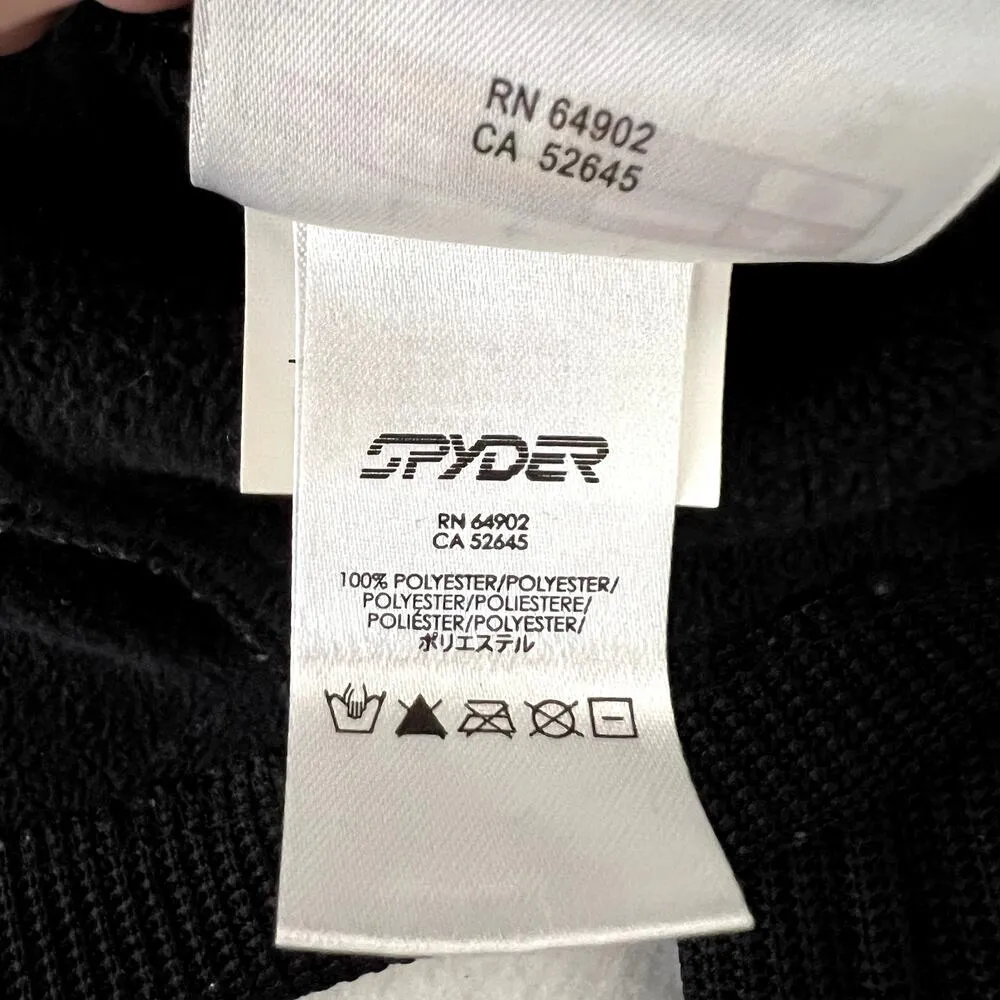 RN 64902
CA 52645
SPYDER
RN 64902
CA 52645
100% POLYESTER/POLYESTER/
POLYESTER/POLIESTERE/
POLIÉSTER/POLYESTER/
ポリエステル